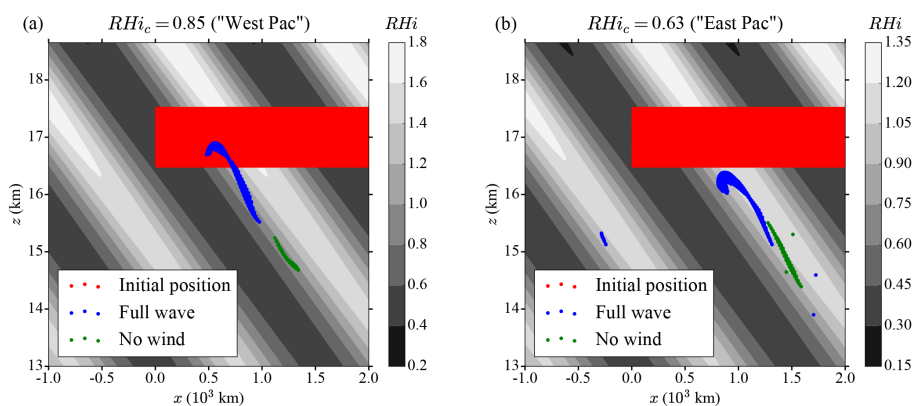 (a) RHi_c = 0.85 ("West Pac") RHi
18
17
16
15
14
13
z (km)
1.8
1.6
1.4
1.2
1.0
0.8
0.6
0.4
0.2
Initial position
Full wave
No wind
-1.0 -0.5 0.0 0.5 1.0 1.5 2.0
x (10^3 km)
(b) RHi_c = 0.63 ("East Pac") RHi
18
17
16
15
14
13
z (km)
1.35
1.20
1.05
0.90
0.75
0.60
0.45
0.30
0.15
Initial position
Full wave
No wind
-1.0 -0.5 0.0 0.5 1.0 1.5 2.0
x (10^3 km)